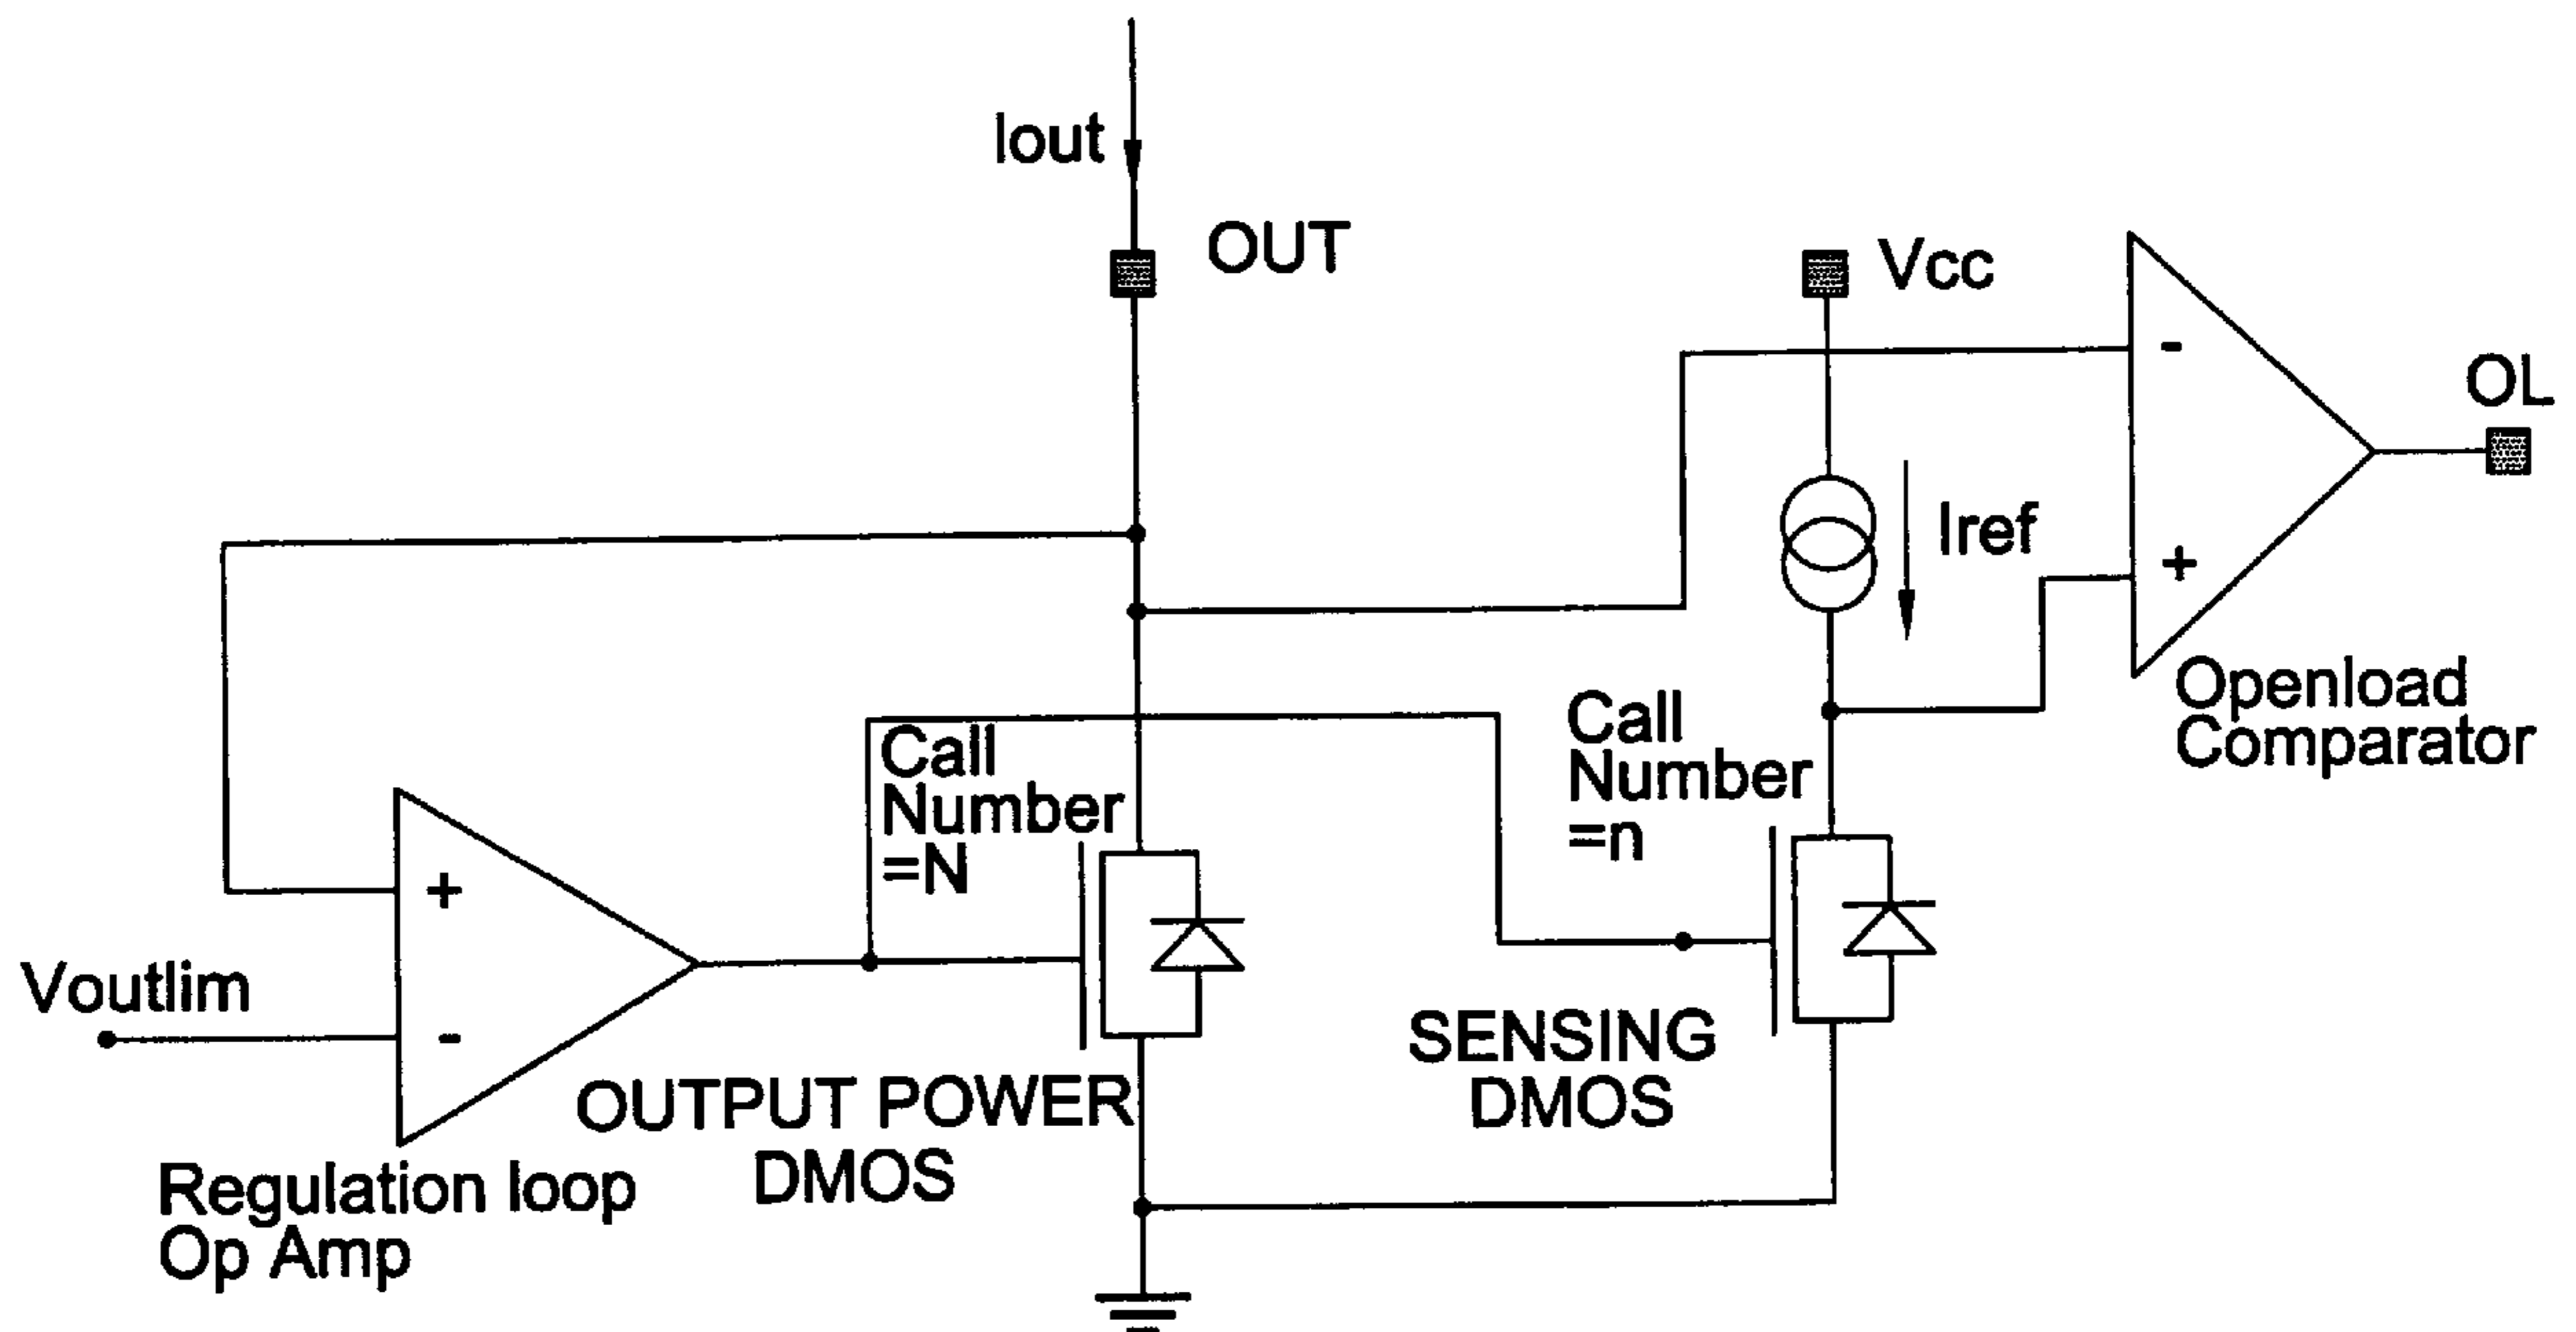 Iout
OUT
Vcc
-
OL
Iref
+
Openload
Comparator
Call
Number
=N
Call
Number
=n
+
Voutlim
-
SENSING
DMOS
OUTPUT POWER
DMOS
Regulation loop
Op Amp